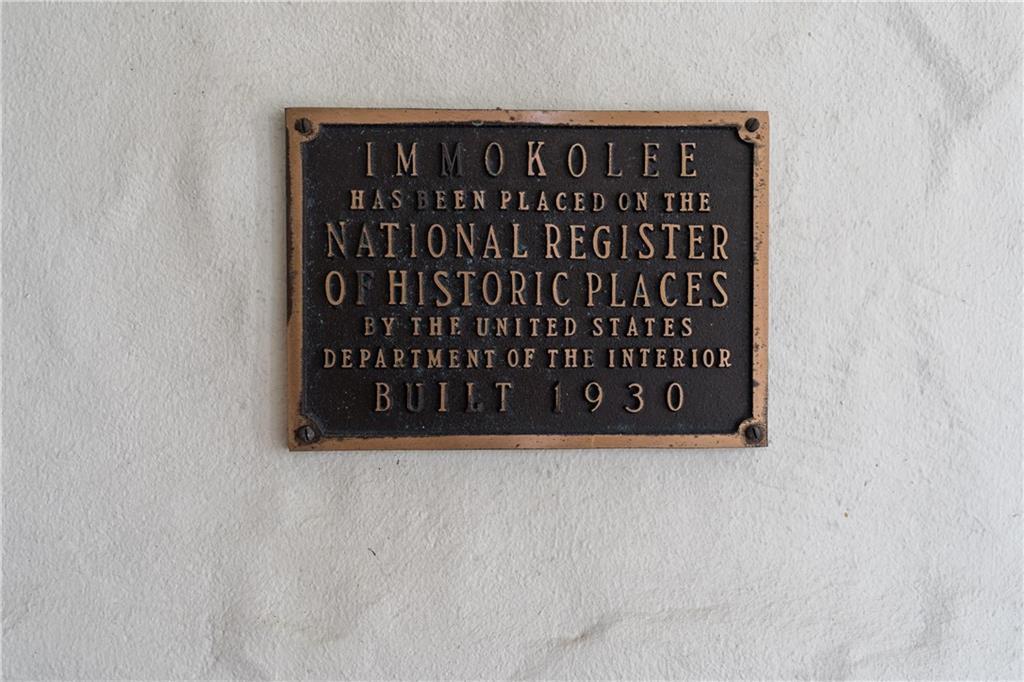 IMMOKOLEE
HAS BEEN PLACED ON THE
NATIONAL REGISTER
OF HISTORIC PLACES
BY THE UNITED STATES
DEPARTMENT OF THE INTERIOR
BUILT 1930